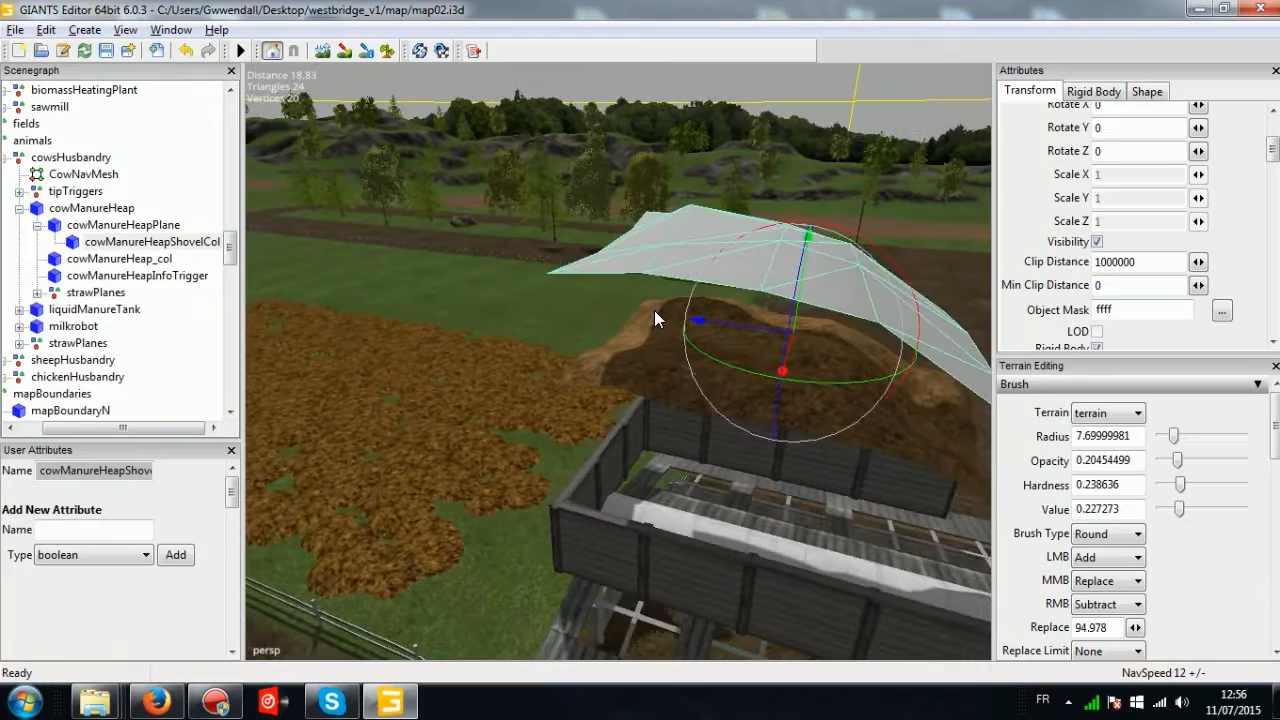 GIANTS Editor 64bit 6.0.3 - C:/Users/Gwwendall/Desktop/westbridge_v1/map/map02.i3d
File Edit Create View Window Help
Scenegraph
biomassHeatingPlant
sawmill
fields
animals
cowsHusbandry
CowNavMesh
tipTriggers
cowManureHeap
cowManureHeapPlane
cowManureHeapShovelCol
cowManureHeap_col
cowManureHeapInfoTrigger
strawPlanes
liquidManureTank
milkrobot
strawPlanes
sheepHusbandry
chickenHusbandry
mapBoundaries
mapBoundaryN
User Attributes
Name cowManureHeapShove
Add New Attribute
Name
Type boolean Add
Distance 18.83
Triangles 24
Vertices 20
persp
Attributes
Transform Rigid Body Shape
Rotate X 0
Rotate Y 0
Rotate Z 0
Scale X 1
Scale Y 1
Scale Z 1
Visibility
Clip Distance 1000000
Min Clip Distance 0
Object Mask ffff ...
LOD
Rigid Body
Terrain Editing
Brush
Terrain terrain
Radius 7.69999981
Opacity 0.20454499
Hardness 0.238636
Value 0.227273
Brush Type Round
LMB Add
MMB Replace
RMB Subtract
Replace 94.978
Replace Limit None
Ready
NavSpeed 12 +/-
FR
12:56
11/07/2015